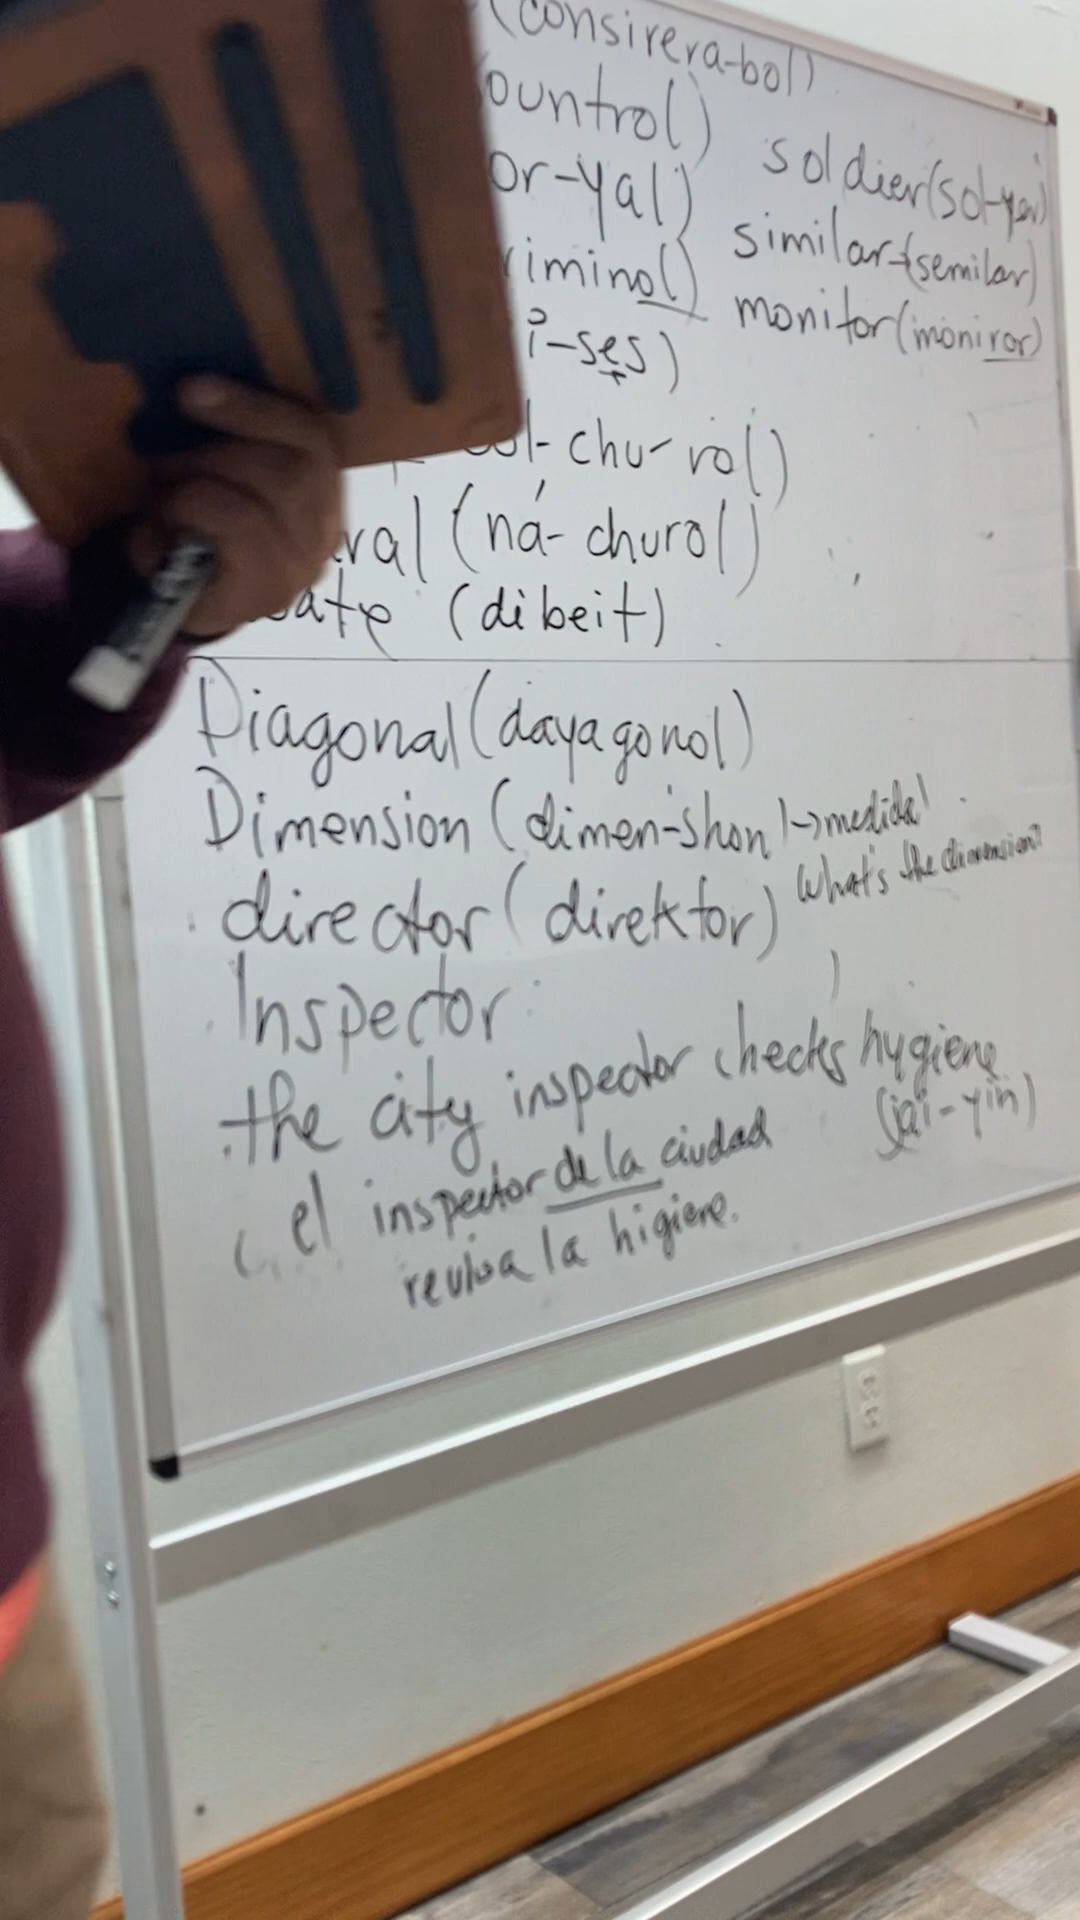 (consirera-bol)
ountrol)
or-yal)
soldier(sol-yer)
iminol)
similar (semilar)
i-ses)
monitor(moniror)
ol-chu-rol)
ral (ná-churol)
ate (dibeit)
Diagonal (dayagonol)
Dimension (dimen-shon) → medida
What's the dimension?
director (direktor)
Inspector
the city inspector checks hygiene
(jai-yin)
el inspector de la ciudad
revisa la higiene.